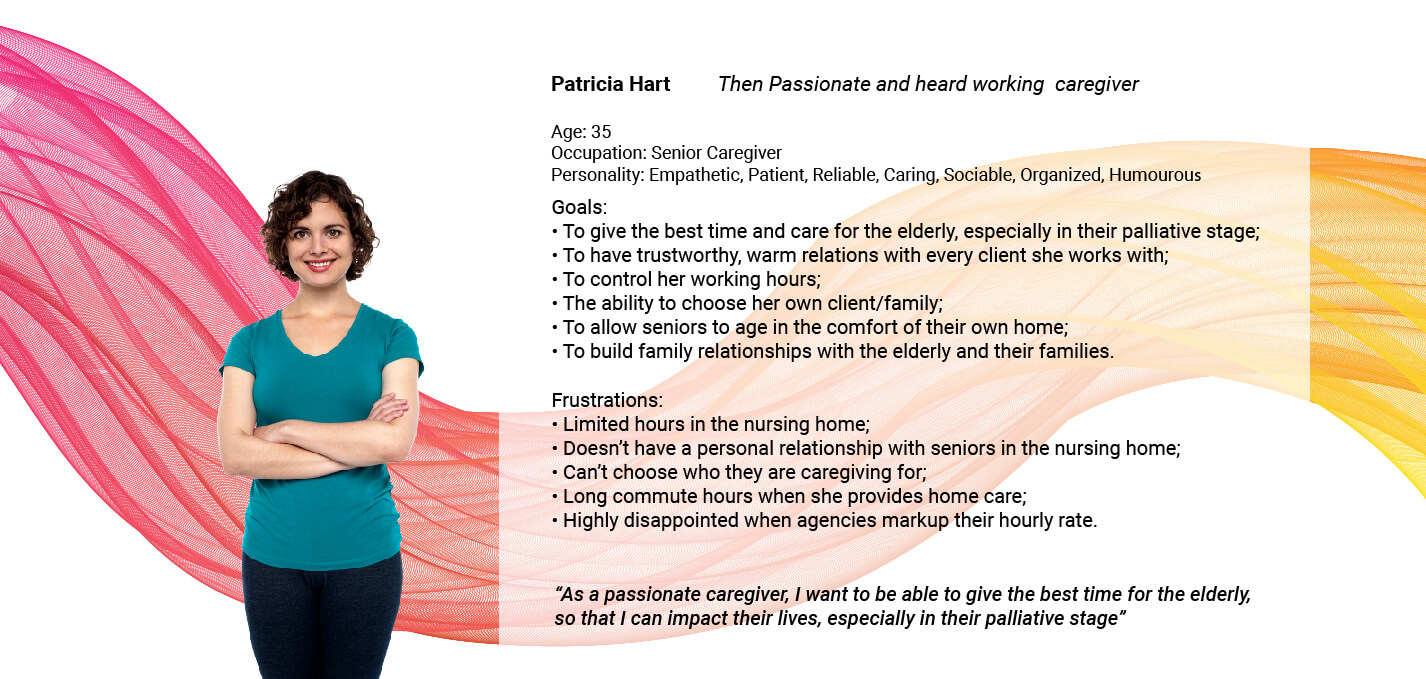 Patricia Hart Then Passionate and heard working caregiver
Age: 35
Occupation: Senior Caregiver
Personality: Empathetic, Patient, Reliable, Caring, Sociable, Organized, Humourous
Goals:
• To give the best time and care for the elderly, especially in their palliative stage;
• To have trustworthy, warm relations with every client she works with;
• To control her working hours;
• The ability to choose her own client/family;
• To allow seniors to age in the comfort of their own home;
• To build family relationships with the elderly and their families.
Frustrations:
• Limited hours in the nursing home;
• Doesn’t have a personal relationship with seniors in the nursing home;
• Can’t choose who they are caregiving for;
• Long commute hours when she provides home care;
• Highly disappointed when agencies markup their hourly rate.
“As a passionate caregiver, I want to be able to give the best time for the elderly,
so that I can impact their lives, especially in their palliative stage”